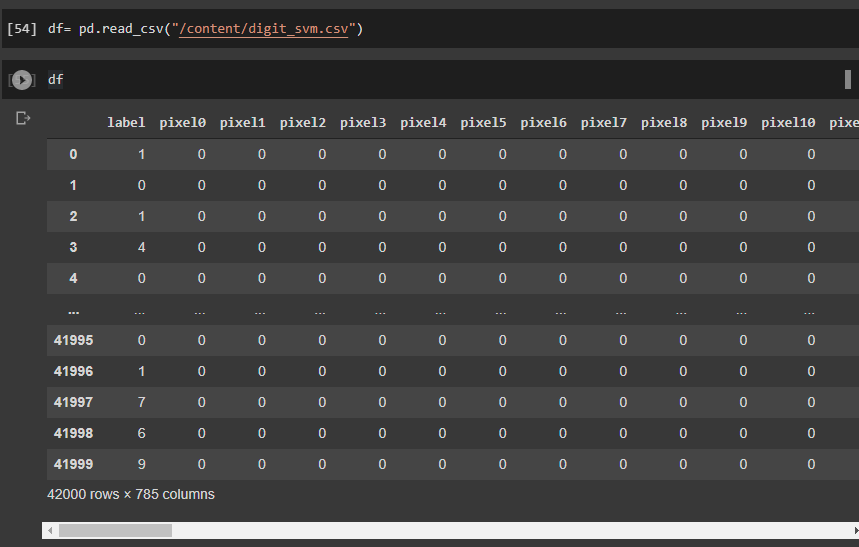 [54] df= pd.read_csv("/content/digit_svm.csv")
df
label pixel0 pixel1 pixel2 pixel3 pixel4 pixel5 pixel6 pixel7 pixel8 pixel9 pixel10 pixe
0 1 0 0 0 0 0 0 0 0 0 0 0
1 0 0 0 0 0 0 0 0 0 0 0 0
2 1 0 0 0 0 0 0 0 0 0 0 0
3 4 0 0 0 0 0 0 0 0 0 0 0
4 0 0 0 0 0 0 0 0 0 0 0 0
... ... ... ... ... ... ... ... ... ... ... ... ...
41995 0 0 0 0 0 0 0 0 0 0 0 0
41996 1 0 0 0 0 0 0 0 0 0 0 0
41997 7 0 0 0 0 0 0 0 0 0 0 0
41998 6 0 0 0 0 0 0 0 0 0 0 0
41999 9 0 0 0 0 0 0 0 0 0 0 0
42000 rows × 785 columns